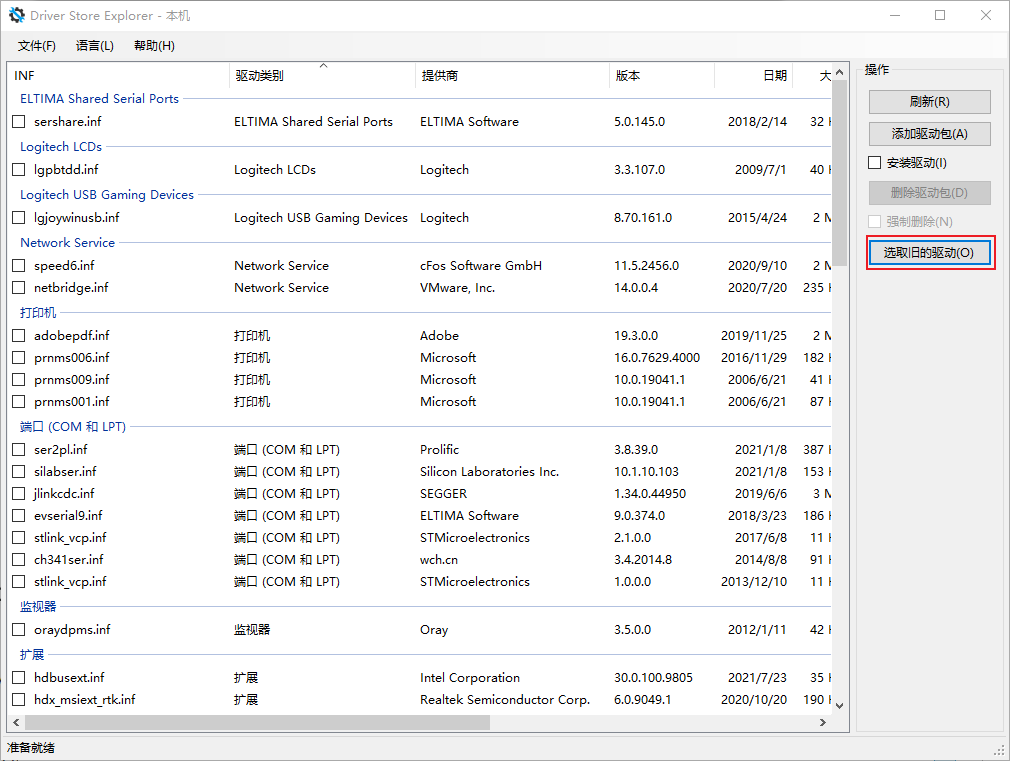 Driver Store Explorer - 本机
文件(F) 语言(L) 帮助(H)
INF 驱动类别 提供商 版本 日期 大
ELTIMA Shared Serial Ports
sershare.inf ELTIMA Shared Serial Ports ELTIMA Software 5.0.145.0 2018/2/14 32
Logitech LCDs
lgpbtdd.inf Logitech LCDs Logitech 3.3.107.0 2009/7/1 40
Logitech USB Gaming Devices
lgjoywinusb.inf Logitech USB Gaming Devices Logitech 8.70.161.0 2015/4/24 2
Network Service
speed6.inf Network Service cFos Software GmbH 11.5.2456.0 2020/9/10 2
netbridge.inf Network Service VMware, Inc. 14.0.0.4 2020/7/20 235
打印机
adobepdf.inf 打印机 Adobe 19.3.0.0 2019/11/25 2
prnms006.inf 打印机 Microsoft 16.0.7629.4000 2016/11/29 182
prnms009.inf 打印机 Microsoft 10.0.19041.1 2006/6/21 41
prnms001.inf 打印机 Microsoft 10.0.19041.1 2006/6/21 87
端口 (COM 和 LPT)
ser2pl.inf 端口 (COM 和 LPT) Prolific 3.8.39.0 2021/1/8 387
silabser.inf 端口 (COM 和 LPT) Silicon Laboratories Inc. 10.1.10.103 2021/1/8 153
jlinkcdc.inf 端口 (COM 和 LPT) SEGGER 1.34.0.44950 2019/6/6 3
evserial9.inf 端口 (COM 和 LPT) ELTIMA Software 9.0.374.0 2018/3/23 186
stlink_vcp.inf 端口 (COM 和 LPT) STMicroelectronics 2.1.0.0 2017/6/8 11
ch341ser.inf 端口 (COM 和 LPT) wch.cn 3.4.2014.8 2014/8/8 91
stlink_vcp.inf 端口 (COM 和 LPT) STMicroelectronics 1.0.0.0 2013/12/10 11
监视器
oraydpms.inf 监视器 Oray 3.5.0.0 2012/1/11 42
扩展
hdbusext.inf 扩展 Intel Corporation 30.0.100.9805 2021/7/23 35
hdx_msiext_rtk.inf 扩展 Realtek Semiconductor Corp. 6.0.9049.1 2020/10/20 190
操作
刷新(R)
添加驱动包(A)
安装驱动(I)
删除驱动包(D)
强制删除(N)
选取旧的驱动(O)
准备就绪